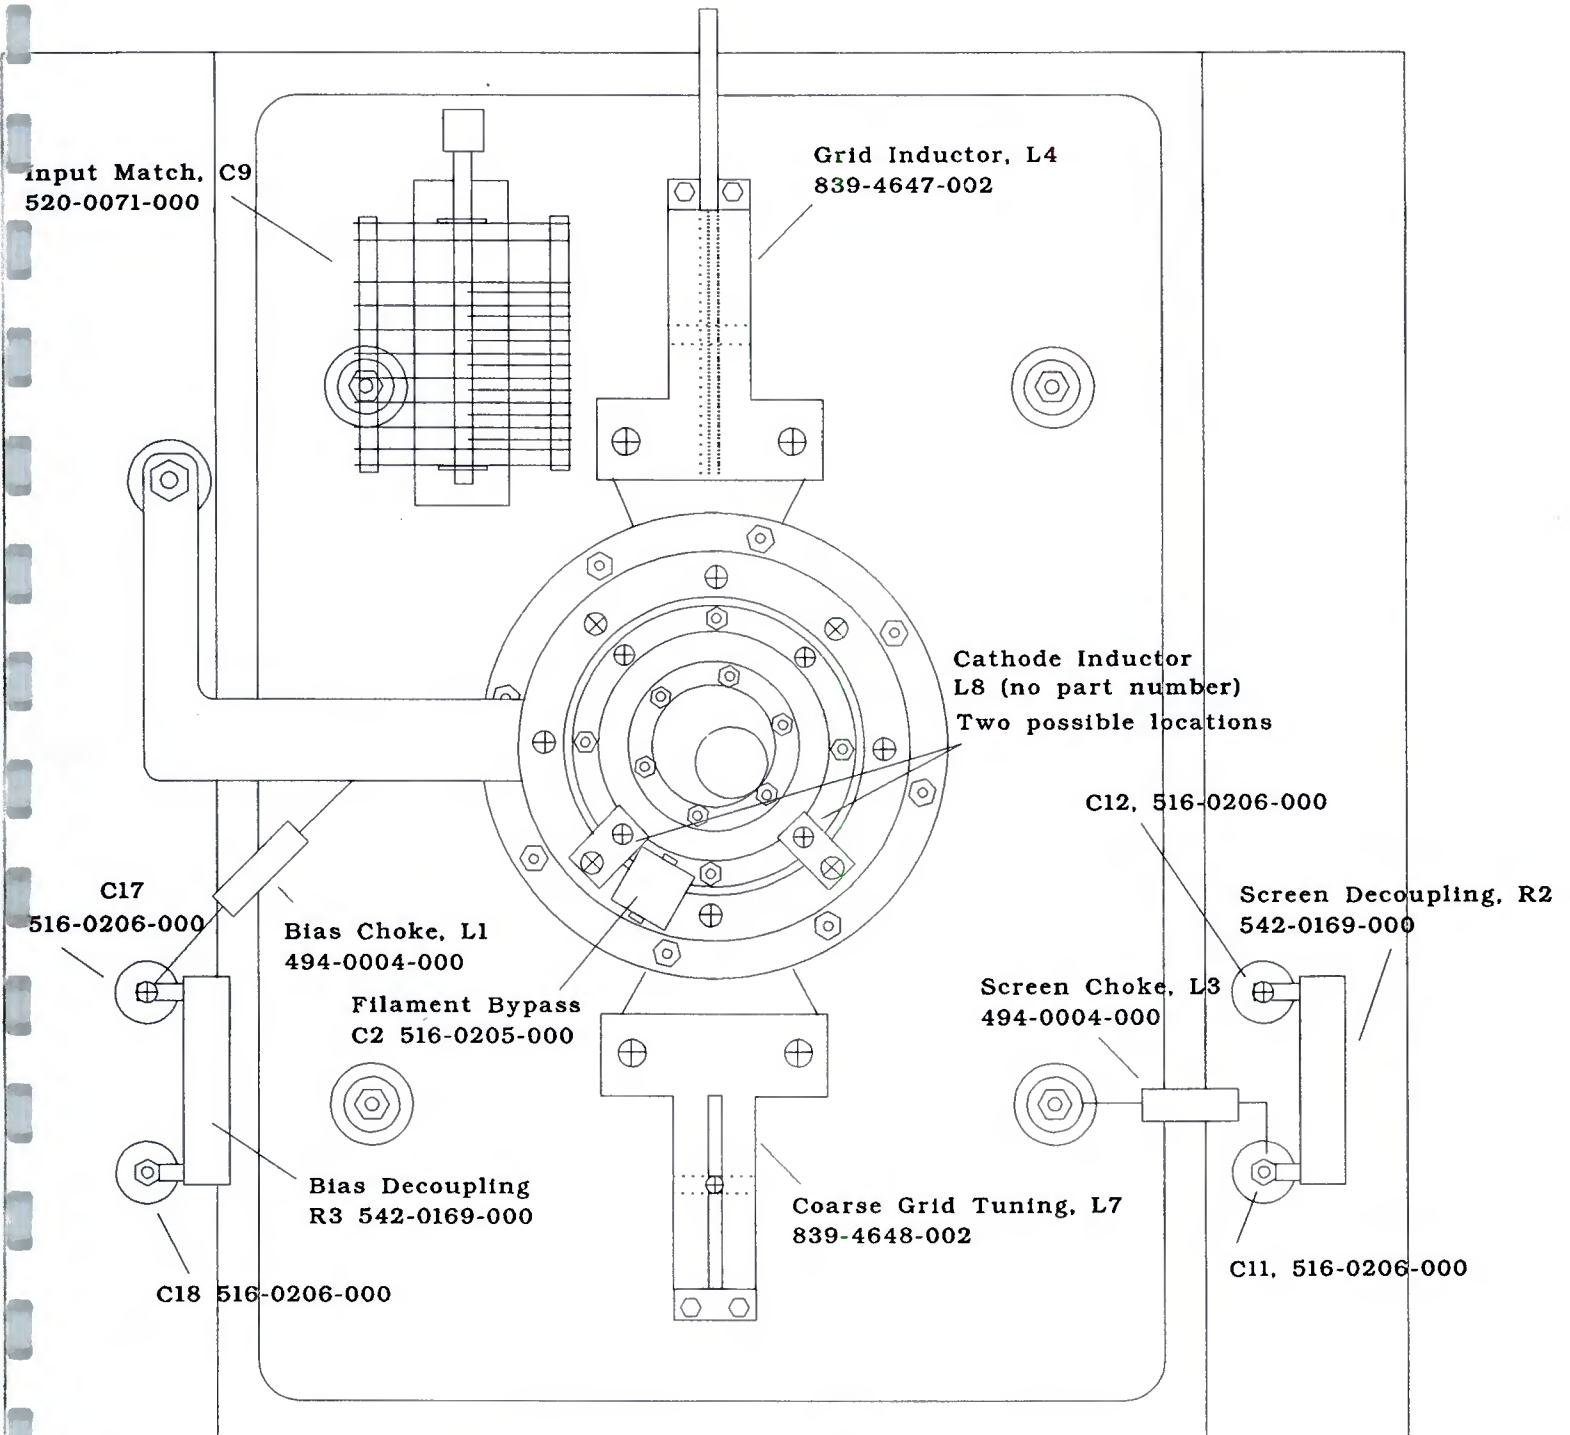 Input Match, C9
520-0071-000
Grid Inductor, L4
839-4647-002
Cathode Inductor
L8 (no part number)
Two possible locations
C12, 516-0206-000
C17
516-0206-000
Screen Decoupling, R2
542-0169-000
Bias Choke, L1
494-0004-000
Screen Choke, L3
494-0004-000
Filament Bypass
C2 516-0205-000
Bias Decoupling
R3 542-0169-000
Coarse Grid Tuning, L7
839-4648-002
C11, 516-0206-000
C18 516-0206-000